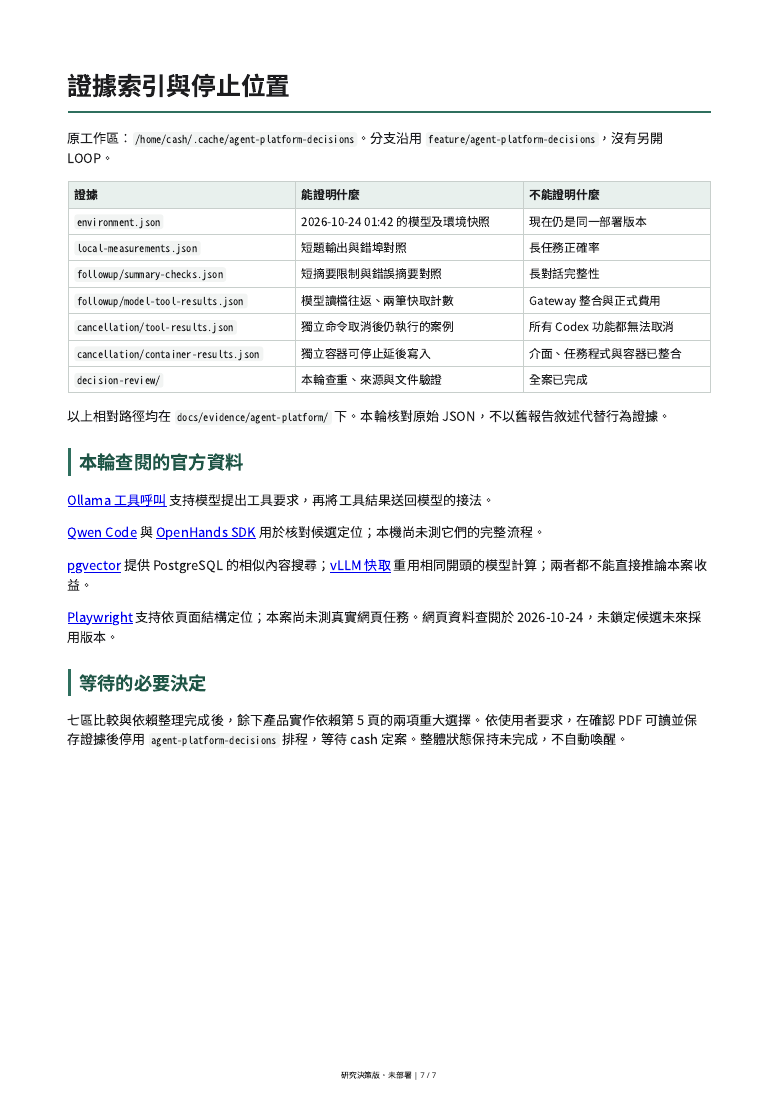 證據索引與停止位置
原工作區：/home/cash/.cache/agent-platform-decisions。分支沿用 feature/agent-platform-decisions，沒有另開
LOOP。
證據 能證明什麼 不能證明什麼
environment.json 2026-10-24 01:42 的模型及環境快照 現在仍是同一部署版本
local-measurements.json 短題輸出與錯埠對照 長任務正確率
followup/summary-checks.json 短摘要限制與錯誤摘要對照 長對話完整性
followup/model-tool-results.json 模型讀檔往返、兩筆快取計數 Gateway 整合與正式費用
cancellation/tool-results.json 獨立命令取消後仍執行的案例 所有 Codex 功能都無法取消
cancellation/container-results.json 獨立容器可停止延後寫入 介面、任務程式與容器已整合
decision-review/ 本輪查重、來源與文件驗證 全案已完成
以上相對路徑均在 docs/evidence/agent-platform/ 下。本輪核對原始 JSON，不以舊報告敘述代替行為證據。
本輪查閱的官方資料
Ollama 工具呼叫 支持模型提出工具要求，再將工具結果送回模型的接法。
Qwen Code 與 OpenHands SDK 用於核對候選定位；本機尚未測它們的完整流程。
pgvector 提供 PostgreSQL 的相似內容搜尋；vLLM 快取 重用相同開頭的模型計算；兩者都不能直接推論本案收
益。
Playwright 支持依頁面結構定位；本案尚未測真實網頁任務。網頁資料查閱於 2026-10-24，未鎖定候選未來採
用版本。
等待的必要決定
七區比較與依賴整理完成後，餘下產品實作依賴第 5 頁的兩項重大選擇。依使用者要求，在確認 PDF 可讀並保
存證據後停用 agent-platform-decisions 排程，等待 cash 定案。整體狀態保持未完成，不自動喚醒。
研究決策版・未部署 | 7 / 7